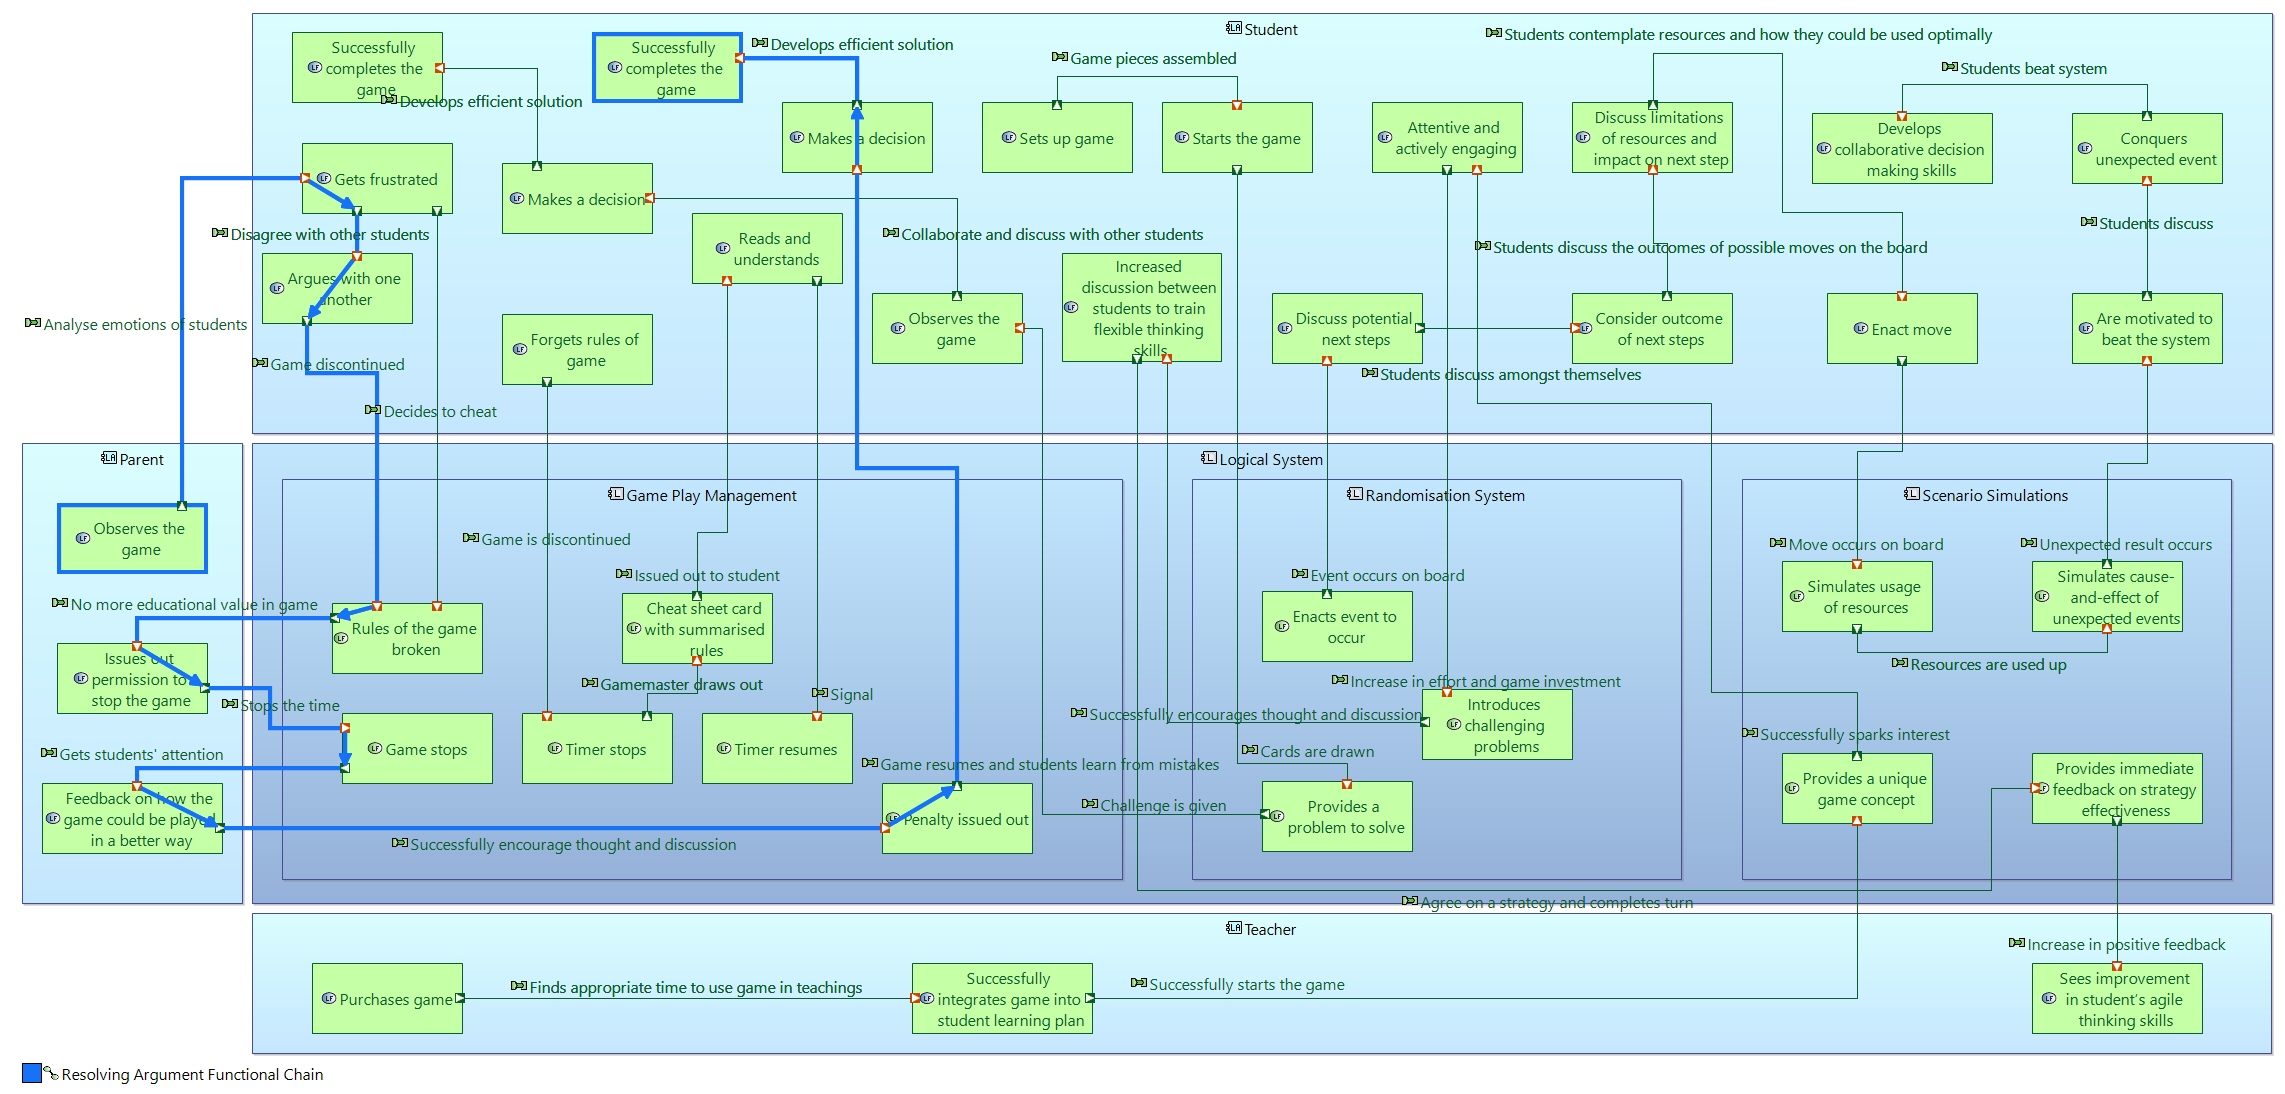 Student
Successfully
completes the
game
Develops efficient solution
Successfully
completes the
game
Develops efficient solution
Makes a decision
Game pieces assembled
Sets up game
Starts the game
Students contemplate resources and how they could be used optimally
Attentive and
actively engaging
Discuss limitations
of resources and
impact on next step
Students beat system
Develops
collaborative decision
making skills
Conquers
unexpected event
Gets frustrated
Makes a decision
Disagree with other students
Reads and
understands
Collaborate and discuss with other students
Students discuss the outcomes of possible moves on the board
Students discuss
Argues with one
another
Increased
discussion between
students to train
flexible thinking
skills
Analyse emotions of students
Forgets rules of
game
Observes the
game
Discuss potential
next steps
Consider outcome
of next steps
Enact move
Are motivated to
beat the system
Game discontinued
Students discuss amongst themselves
Decides to cheat
Parent
Logical System
Game Play Management
Randomisation System
Scenario Simulations
Observes the
game
Game is discontinued
Move occurs on board
Unexpected result occurs
Issued out to student
Event occurs on board
Simulates usage
of resources
Simulates cause-
and-effect of
unexpected events
No more educational value in game
Rules of the game
broken
Cheat sheet card
with summarised
rules
Enacts event to
occur
Resources are used up
Issues out
permission to
stop the game
Gamemaster draws out
Signal
Increase in effort and game investment
Stops the time
Successfully encourages thought and discussion
Introduces
challenging
problems
Successfully sparks interest
Gets students' attention
Game stops
Timer stops
Timer resumes
Game resumes and students learn from mistakes
Cards are drawn
Provides a unique
game concept
Provides immediate
feedback on strategy
effectiveness
Feedback on how the
game could be played
in a better way
Penalty issued out
Challenge is given
Provides a
problem to solve
Successfully encourage thought and discussion
Agree on a strategy and completes turn
Teacher
Purchases game
Finds appropriate time to use game in teachings
Successfully
integrates game into
student learning plan
Successfully starts the game
Increase in positive feedback
Sees improvement
in student's agile
thinking skills
Resolving Argument Functional Chain